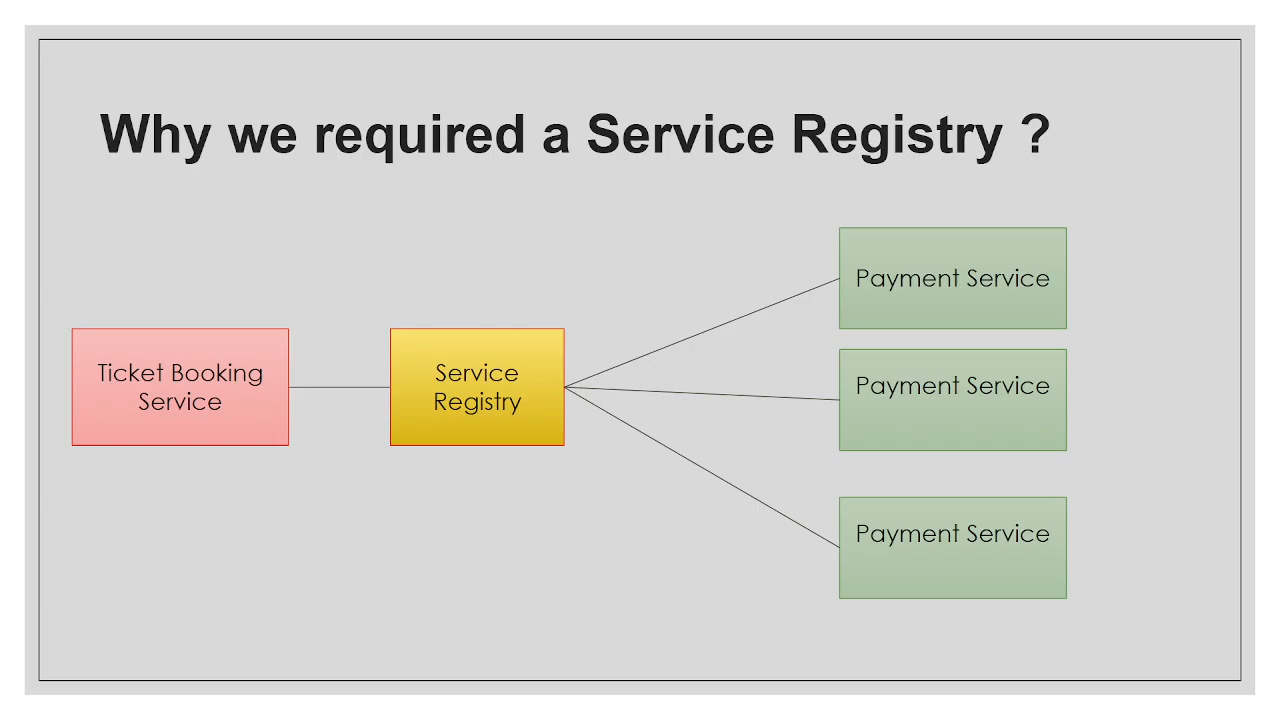 Why we required a Service Registry ?
Payment Service
Ticket Booking
Service
Service
Registry
Payment Service
Payment Service